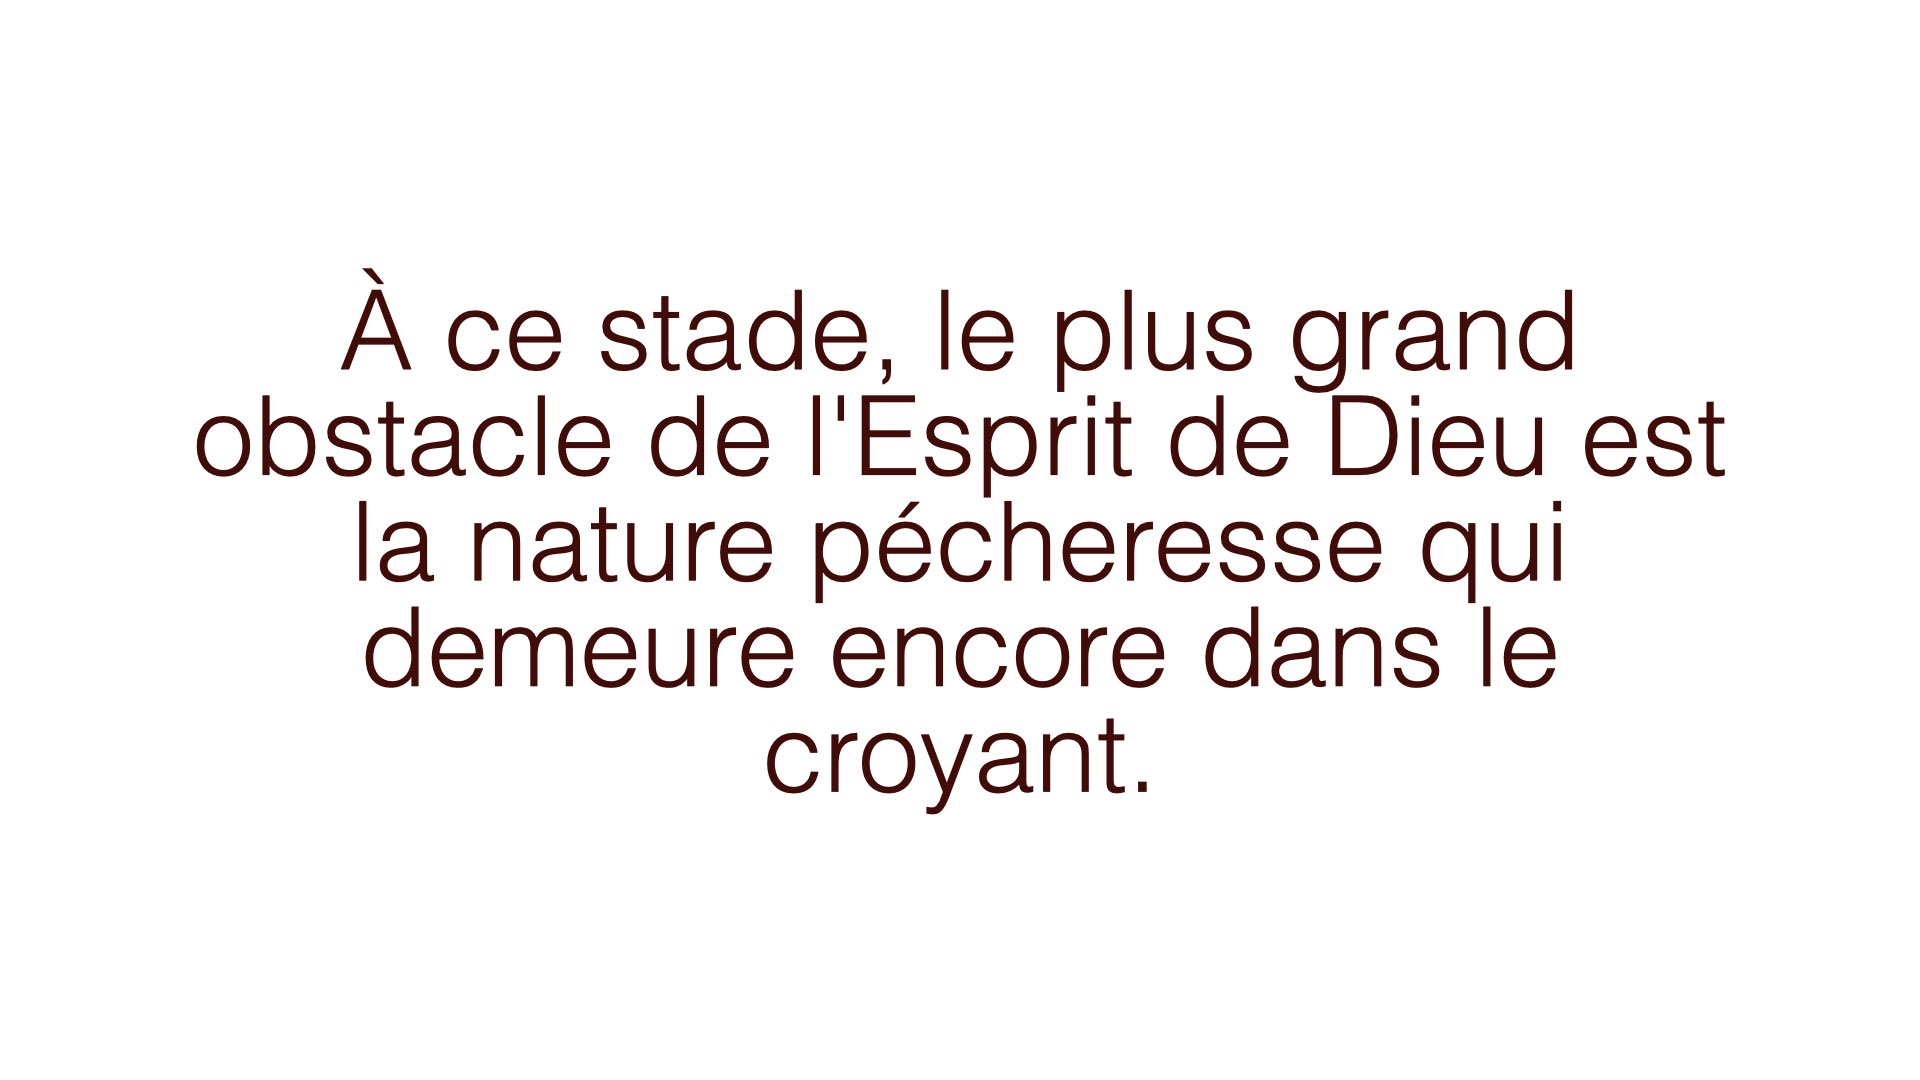 À ce stade, le plus grand
obstacle de l'Esprit de Dieu est
la nature pécheresse qui
demeure encore dans le
croyant.